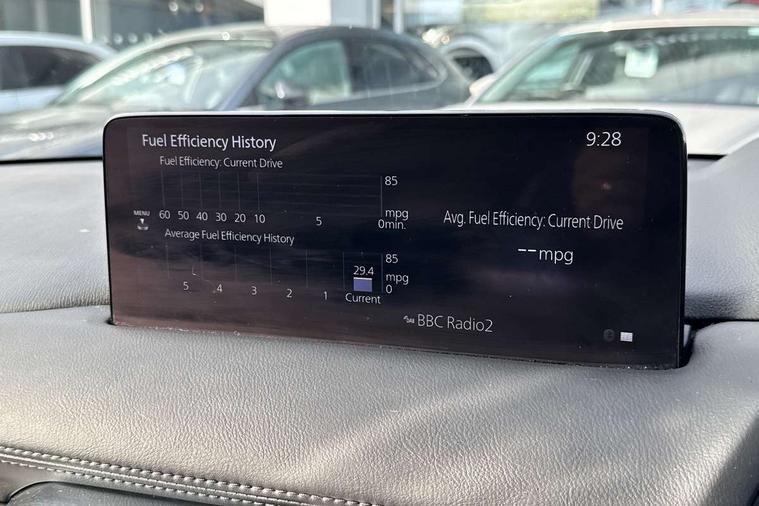 Fuel Efficiency History
9:28
Fuel Efficiency: Current Drive
85
mpg
60 50 40 30 20 10 5 0min.
MENU
Avg. Fuel Efficiency: Current Drive
--mpg
Average Fuel Efficiency History
85
29.4
mpg
5 4 3 2 1 0
Current
BBC Radio2